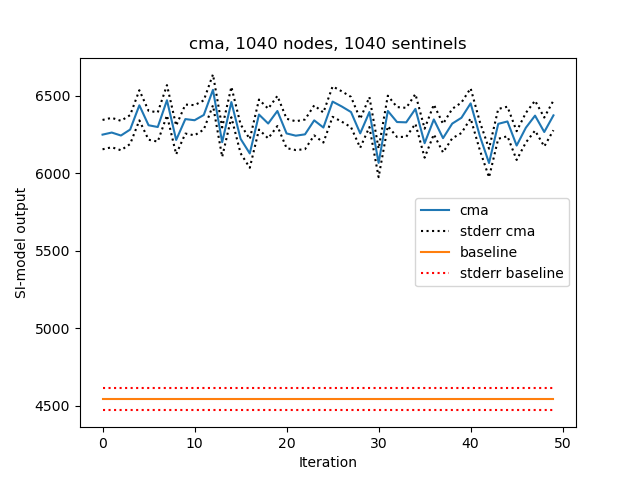 cma, 1040 nodes, 1040 sentinels
6500
6000
5500
5000
4500
SI-model output
cma
stderr cma
baseline
stderr baseline
0 10 20 30 40 50
Iteration